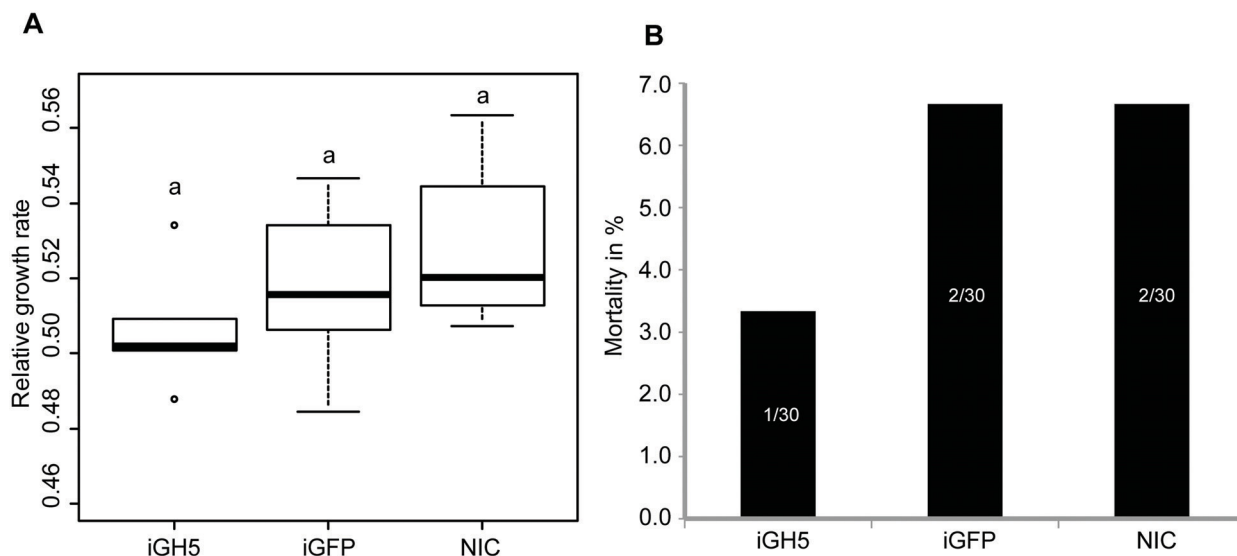 A
Relative growth rate
0.56
0.54
0.52
0.50
0.48
0.46
a
a
a
iGH5
iGFP
NIC
B
Mortality in %
7.0
6.0
5.0
4.0
3.0
2.0
1.0
0.0
1/30
2/30
2/30
iGH5
iGFP
NIC